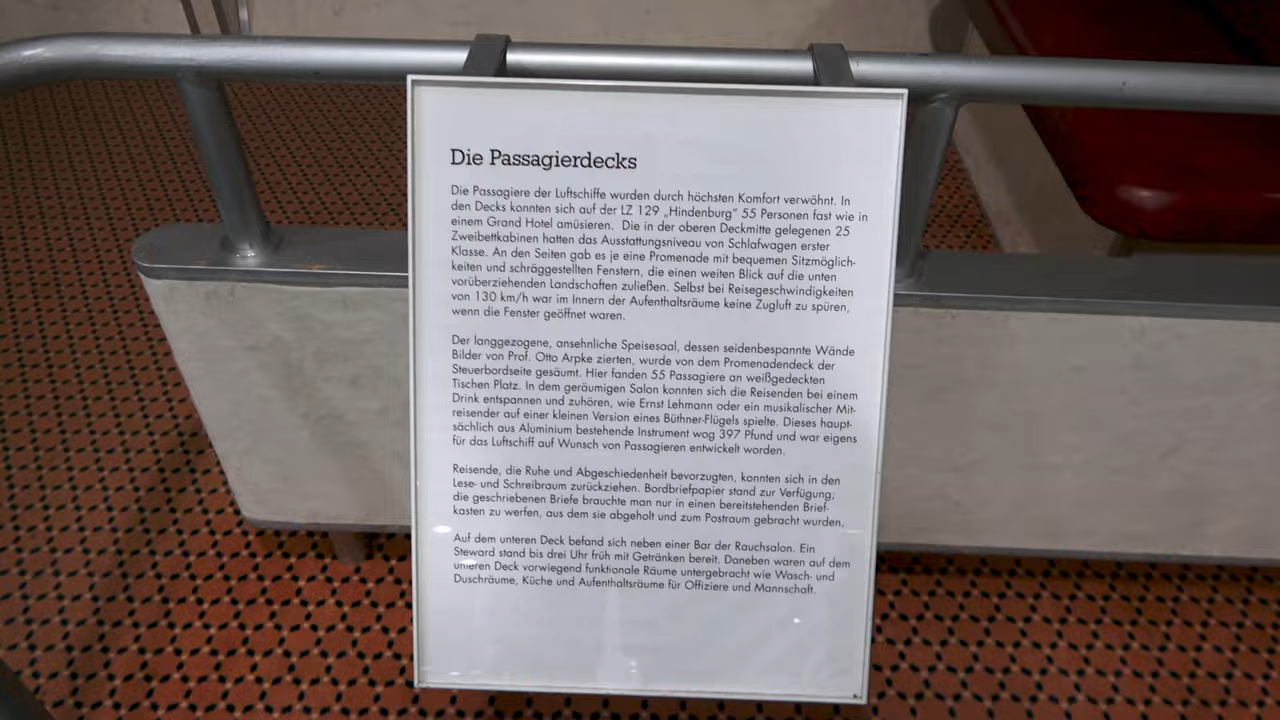 Die Passagierdecks
Die Passagiere der Luftschiffe wurden durch höchsten Komfort verwöhnt. In
den Decks konnten sich auf der LZ 129 „Hindenburg“ 55 Personen fast wie in
einem Grand Hotel amüsieren. Die in der oberen Deckmitte gelegenen 25
Zweibettkabinen hatten das Ausstattungsniveau von Schlafwagen erster
Klasse. An den Seiten gab es je eine Promenade mit bequemen Sitzmöglich-
keiten und schräggestellten Fenstern, die einen weiten Blick auf die unten
vorüberziehenden Landschaften zuließen. Selbst bei Reisegeschwindigkeiten
von 130 km/h war im Innern der Aufenthaltsräume keine Zugluft zu spüren,
wenn die Fenster geöffnet waren.
Der langgezogene, ansehnliche Speisesaal, dessen seidenbespannte Wände
Bilder von Prof. Otto Arpke zierten, wurde von dem Promenadendeck der
Steuerbordseite gesäumt. Hier fanden 55 Passagiere an weißgedeckten
Tischen Platz. In dem geräumigen Salon konnten sich die Reisenden bei einem
Drink entspannen und zuhören, wie Ernst Lehmann oder ein musikalischer Mit-
reisender auf einer kleinen Version eines Büthner-Flügels spielte. Dieses haupt-
sächlich aus Aluminium bestehende Instrument wog 397 Pfund und war eigens
für das Luftschiff auf Wunsch von Passagieren entwickelt worden.
Reisende, die Ruhe und Abgeschiedenheit bevorzugten, konnten sich in den
Lese- und Schreibraum zurückziehen. Bordbriefpapier stand zur Verfügung;
die geschriebenen Briefe brauchte man nur in einen bereitstehenden Brief-
kasten zu werfen, aus dem sie abgeholt und zum Postraum gebracht wurden.
Auf dem unteren Deck befand sich neben einer Bar der Rauchsalon. Ein
Steward stand bis drei Uhr früh mit Getränken bereit. Daneben waren auf dem
unteren Deck vorwiegend funktionale Räume untergebracht wie Wasch- und
Duschräume, Küche und Aufenthaltsräume für Offiziere und Mannschaft.